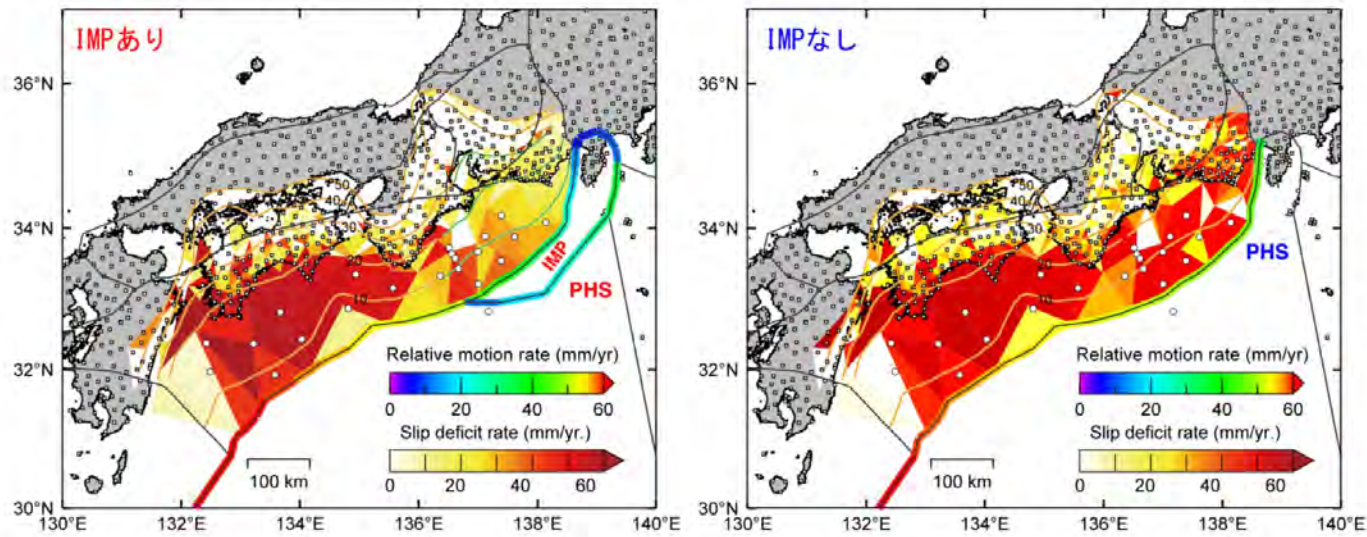 IMPあり
36°N
34°N
32°N
30°N
50
40
30
20
10
IMP
PHS
Relative motion rate (mm/yr)
0 20 40 60
Slip deficit rate (mm/yr.)
0 20 40 60
100 km
130°E 132°E 134°E 136°E 138°E 140°E
IMPなし
36°N
34°N
32°N
30°N
50
40
30
10
PHS
Relative motion rate (mm/yr)
0 20 40 60
Slip deficit rate (mm/yr.)
0 20 40 60
100 km
130°E 132°E 134°E 136°E 138°E 140°E